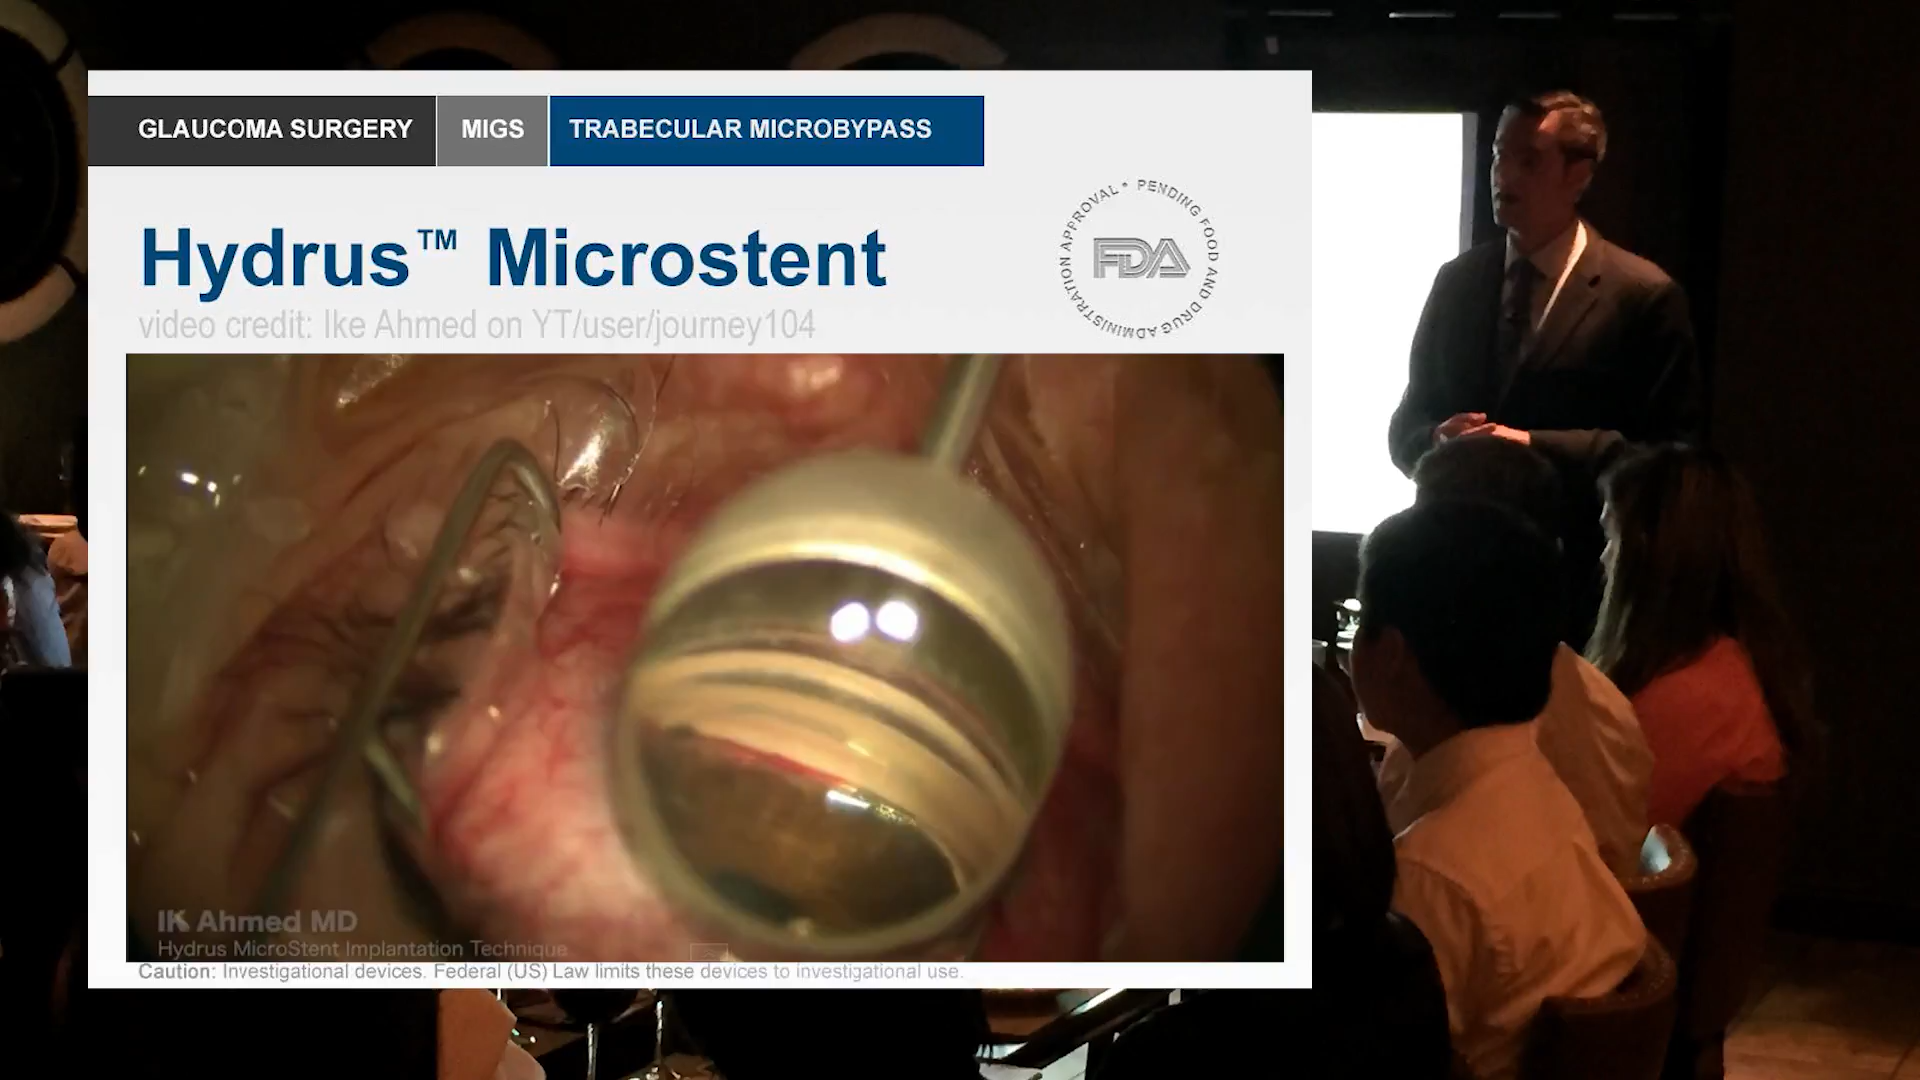 GLAUCOMA SURGERY MIGS TRABECULAR MICROBYPASS
Hydrus™ Microstent
video credit: Ike Ahmed on YT/user/journey104
PENDING FOOD AND DRUG ADMINISTRATION APPROVAL *
FDA
IK Ahmed MD
Hydrus MicroStent Implantation Technique
Caution: Investigational devices. Federal (US) Law limits these devices to investigational use.